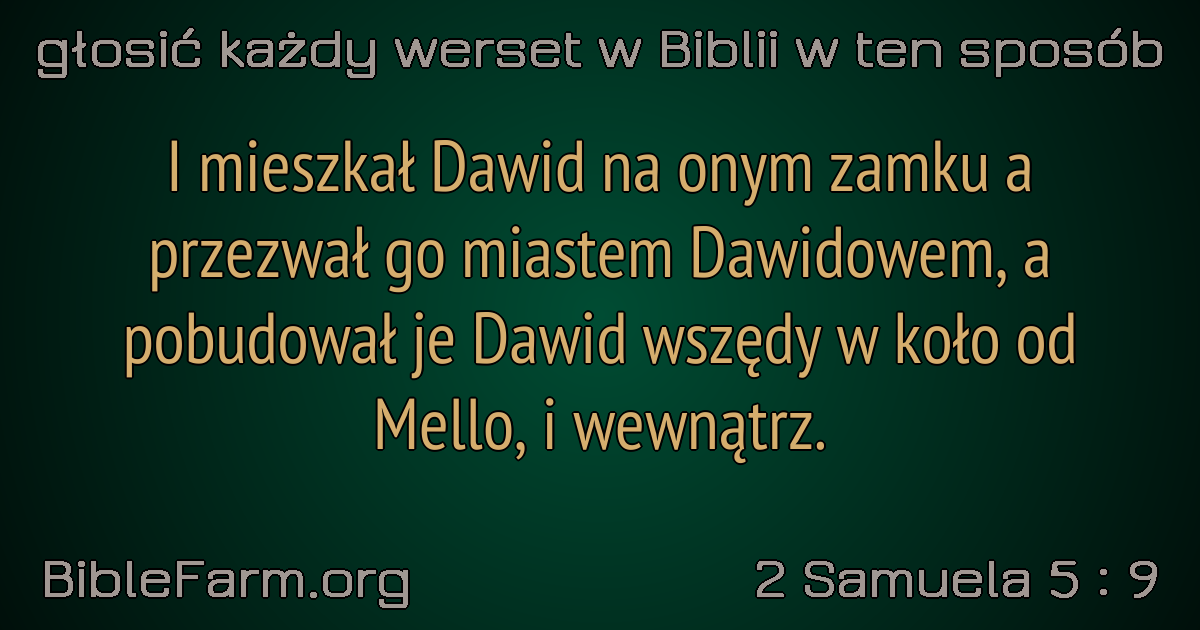 głosić każdy werset w Biblii w ten sposób
I mieszkał Dawid na onym zamku a
przezwał go miastem Dawidowem, a
pobudował je Dawid wszędy w koło od
Mello, i wewnątrz.
BibleFarm.org
2 Samuela 5 : 9